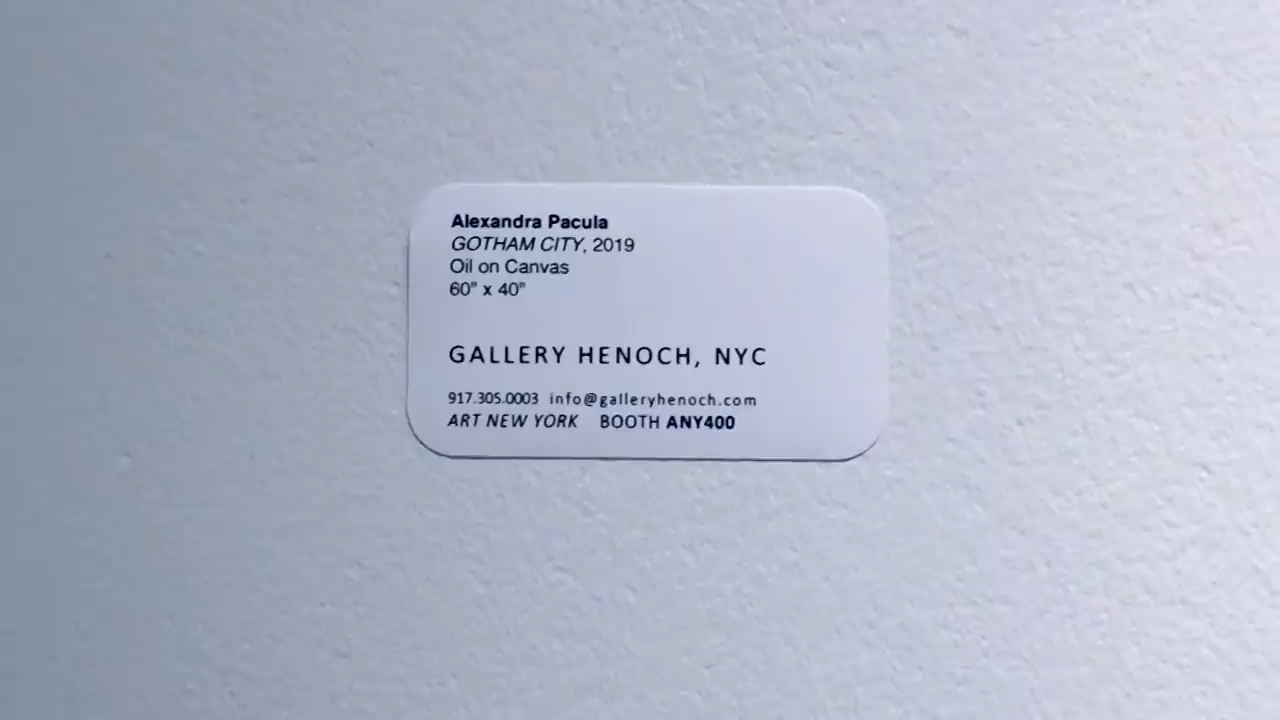 Alexandra Pacula
GOTHAM CITY, 2019
Oil on Canvas
60" x 40"
GALLERY HENOCH, NYC
917.305.0003 info@galleryhenoch.com
ART NEW YORK BOOTH ANY400